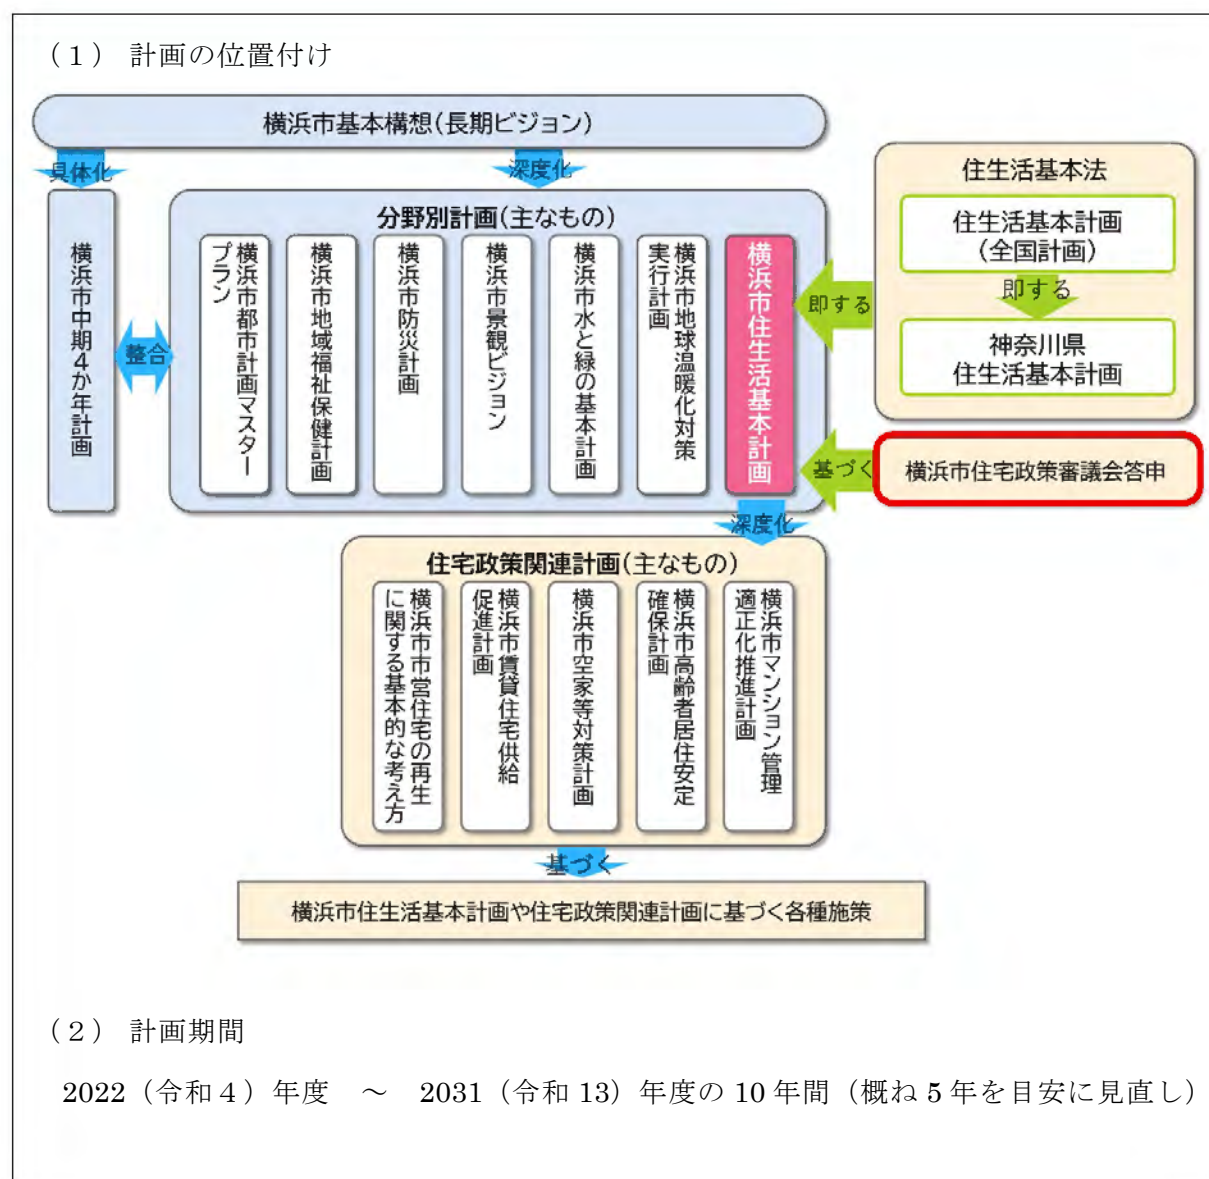 （１） 計画の位置付け
横浜市基本構想（長期ビジョン）
具体化
深度化
横浜市中期４か年計画
整合
分野別計画（主なもの）
横浜市都市計画マスター
プラン
横浜市地域福祉保健計画
横浜市防災計画
横浜市景観ビジョン
横浜市水と緑の基本計画
横浜市地球温暖化対策
実行計画
横浜市住生活基本計画
即する
住生活基本法
住生活基本計画
（全国計画）
即する
神奈川県
住生活基本計画
基づく
横浜市住宅政策審議会答申
深度化
住宅政策関連計画（主なもの）
横浜市市営住宅の再生
に関する基本的な考え方
横浜市賃貸住宅供給
促進計画
横浜市空家等対策計画
横浜市高齢者居住安定
確保計画
横浜市マンション管理
適正化推進計画
基づく
横浜市住生活基本計画や住宅政策関連計画に基づく各種施策
（２） 計画期間
2022（令和４）年度　～　2031（令和 13）年度の 10 年間（概ね 5 年を目安に見直し）